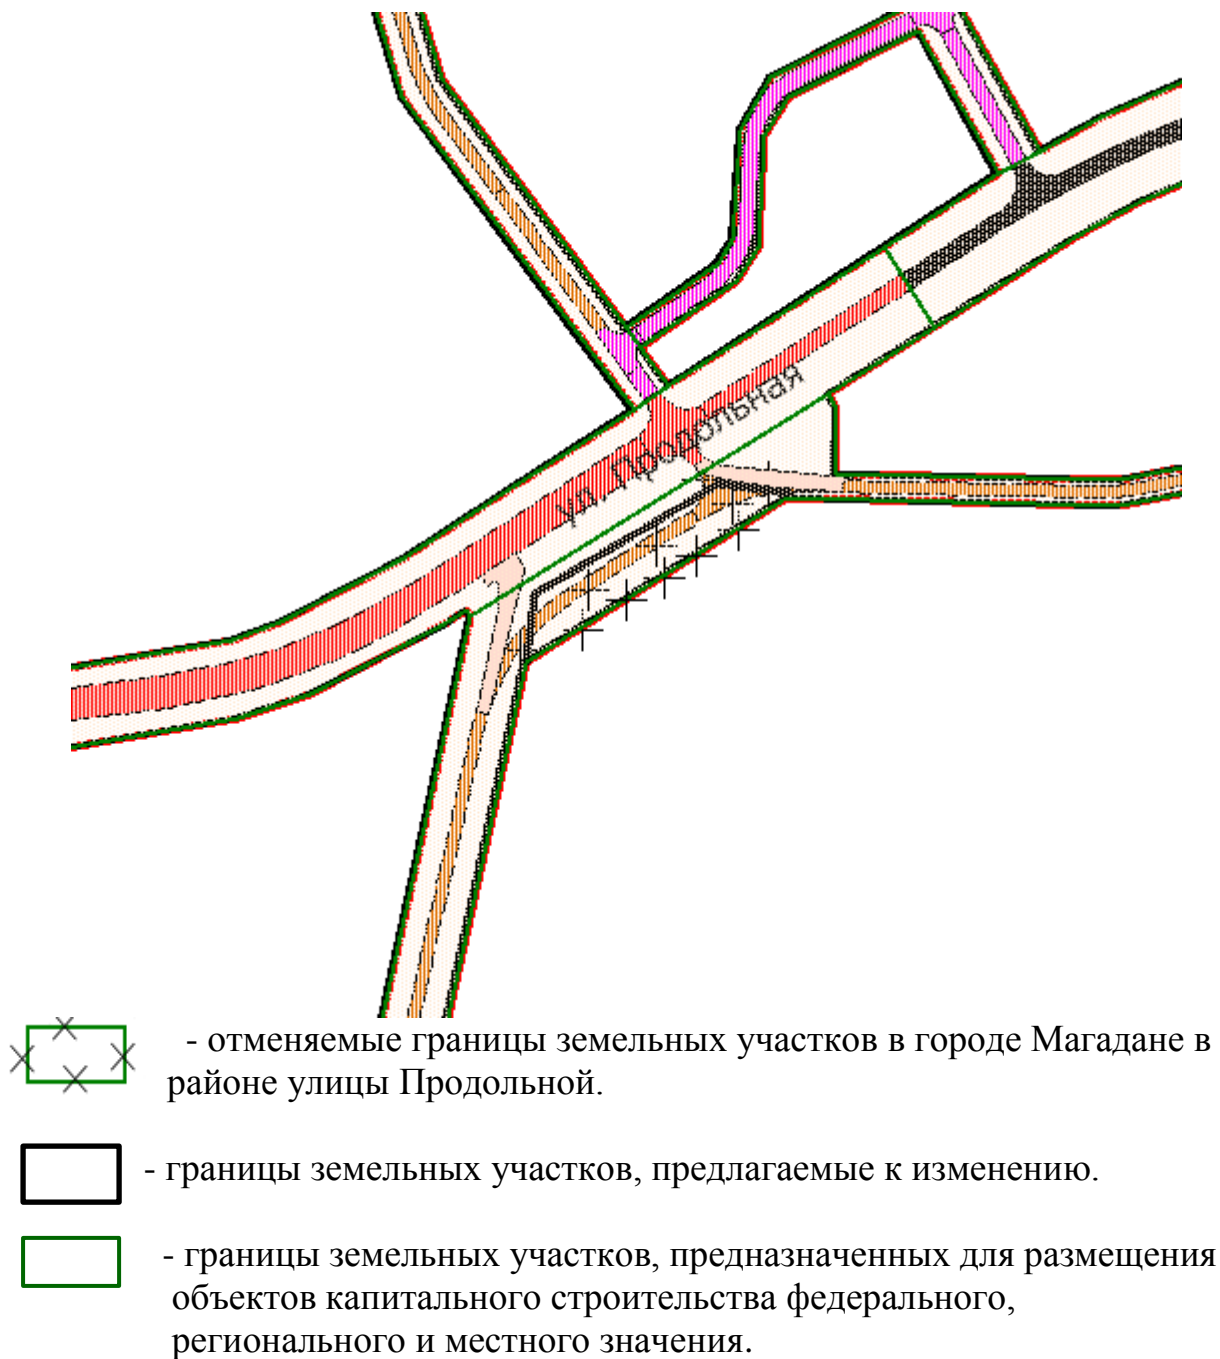 ул. Продольная
- отменяемые границы земельных участков в городе Магадане в
районе улицы Продольной.
- границы земельных участков, предлагаемые к изменению.
- границы земельных участков, предназначенных для размещения
объектов капитального строительства федерального,
регионального и местного значения.